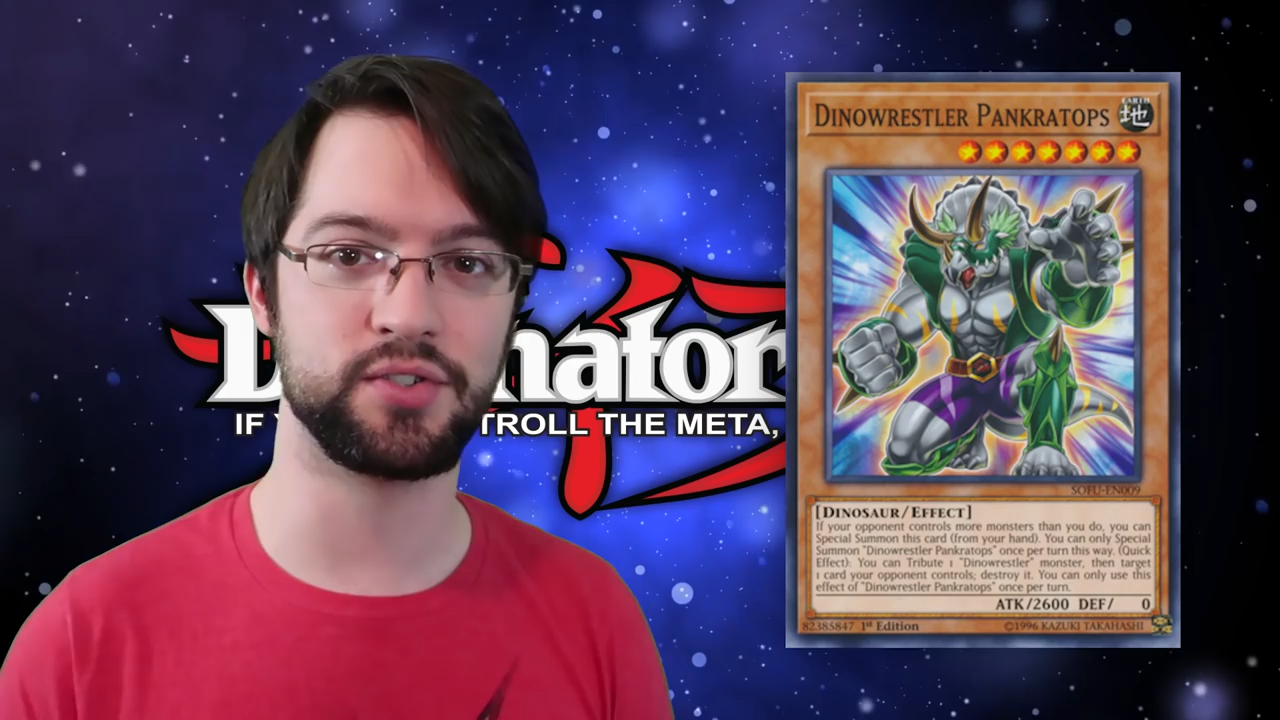 nator
IF Y TROLL THE META,
DINOWRESTLER PANKRATOPS
EARTH
地
SOFU-EN009
[DINOSAUR/EFFECT]
If your opponent controls more monsters than you do, you can
Special Summon this card (from your hand). You can only Special
Summon "Dinowrestler Pankratops" once per turn this way. (Quick
Effect): You can Tribute 1 "Dinowrestler" monster, then target
1 card your opponent controls; destroy it. You can only use this
effect of "Dinowrestler Pankratops" once per turn.
ATK/2600 DEF/ 0
82385847 1st Edition ©1996 KAZUKI TAKAHASHI